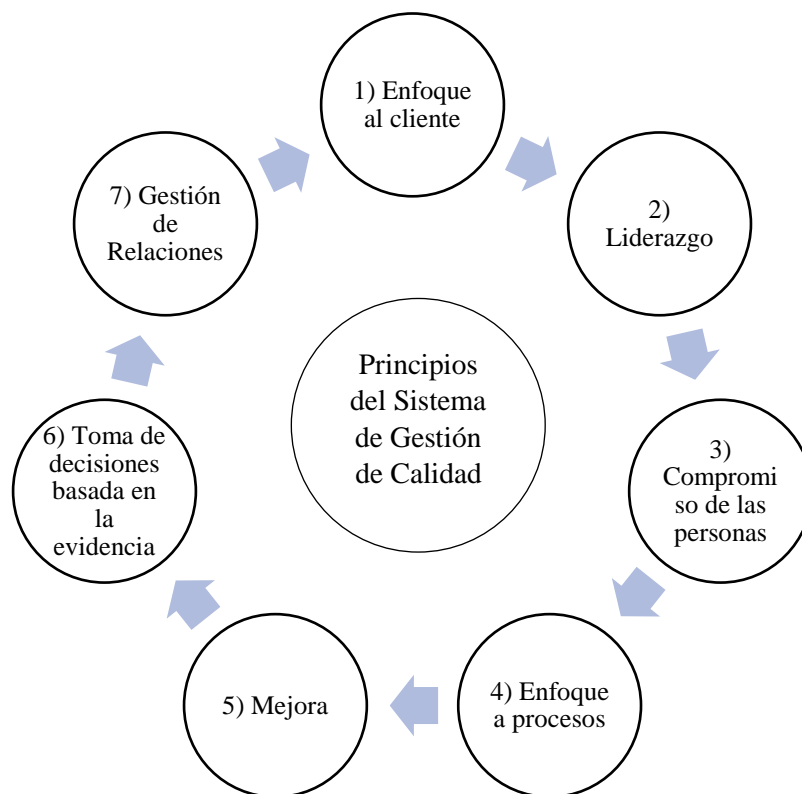 1) Enfoque
al cliente
2)
Liderazgo
3)
Compromi
so de las
personas
4) Enfoque
a procesos
5) Mejora
6) Toma de
decisiones
basada en
la
evidencia
7) Gestión
de
Relaciones
Principios
del Sistema
de Gestión
de Calidad